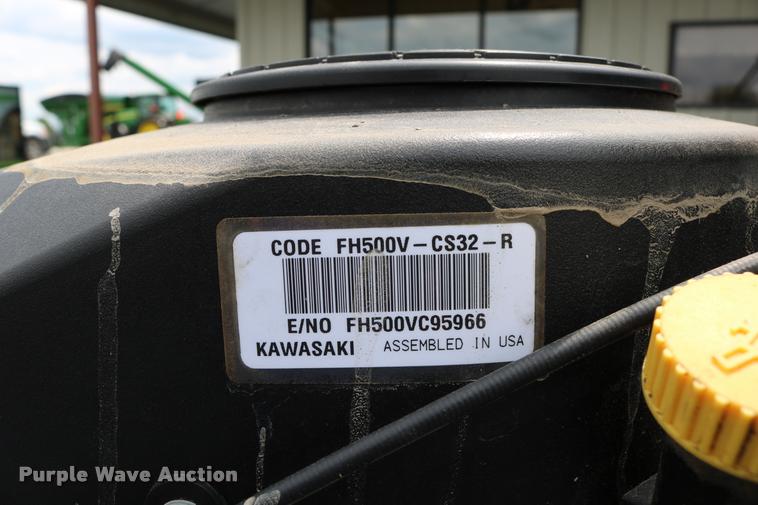 CODE FH500V-CS32-R
E/NO FH500VC95966
KAWASAKI ASSEMBLED IN USA
Purple Wave Auction